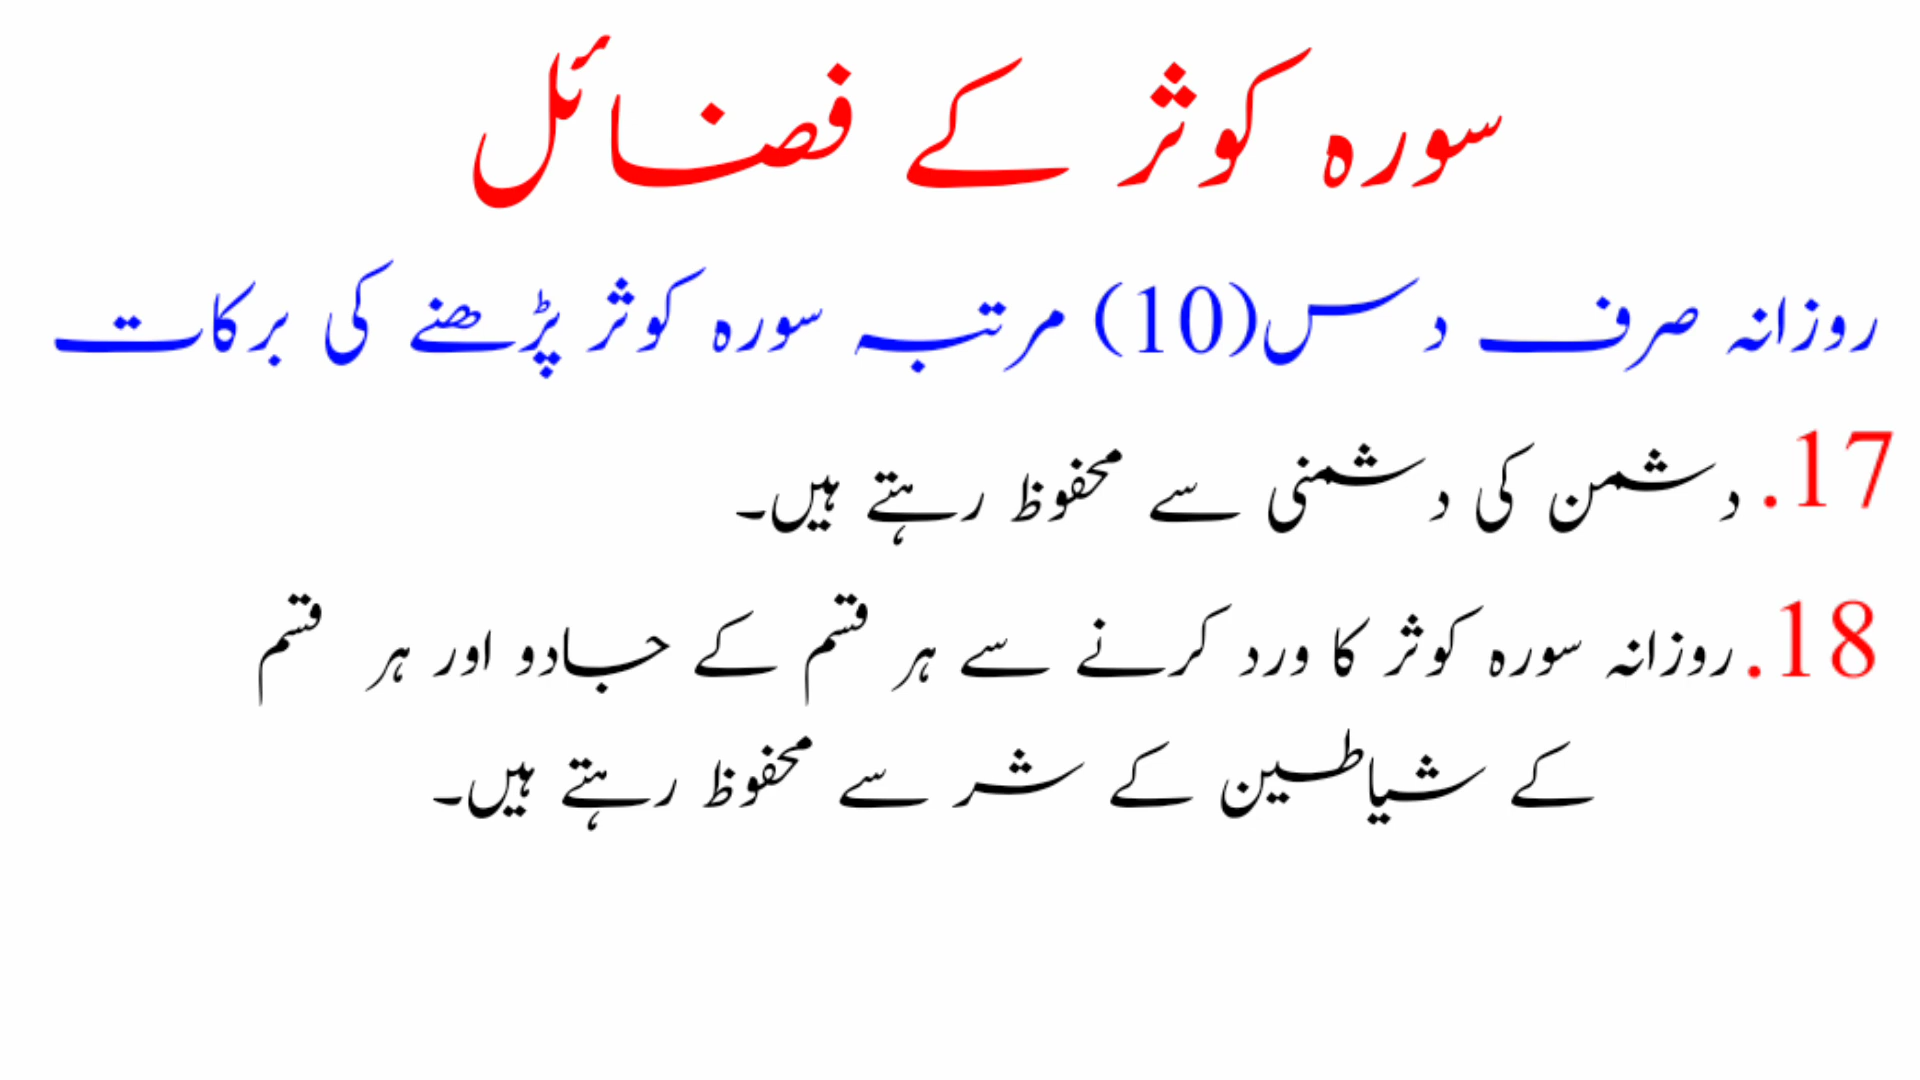 سورہ کوثر کے فضائل
روزانہ صرف دس(10) مرتبہ سورہ کوثر پڑھنے کی برکات
17. دشمن کی دشمنی سے محفوظ رہتے ہیں۔
18. روزانہ سورہ کوثر کا ورد کرنے سے ہر قسم کے جادو اور ہر قسم
کے شیاطین کے شر سے محفوظ رہتے ہیں۔